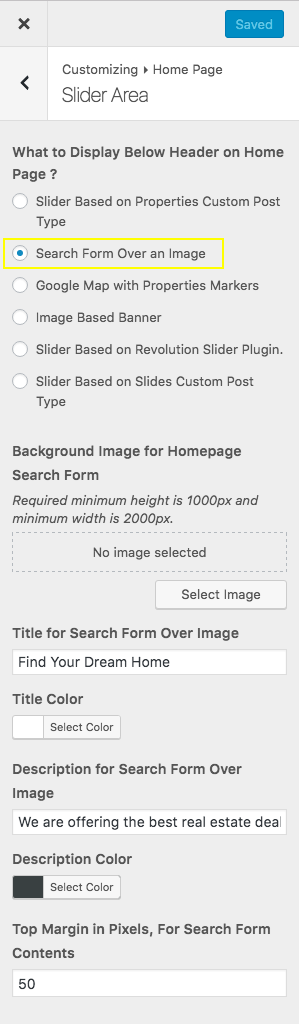 Saved
Customizing ▸ Home Page
Slider Area
What to Display Below Header on Home
Page ?
Slider Based on Properties Custom Post
Type
Search Form Over an Image
Google Map with Properties Markers
Image Based Banner
Slider Based on Revolution Slider Plugin.
Slider Based on Slides Custom Post
Type
Background Image for Homepage
Search Form
Required minimum height is 1000px and
minimum width is 2000px.
No image selected
Select Image
Title for Search Form Over Image
Find Your Dream Home
Title Color
Select Color
Description for Search Form Over
Image
We are offering the best real estate deal
Description Color
Select Color
Top Margin in Pixels, For Search Form
Contents
50